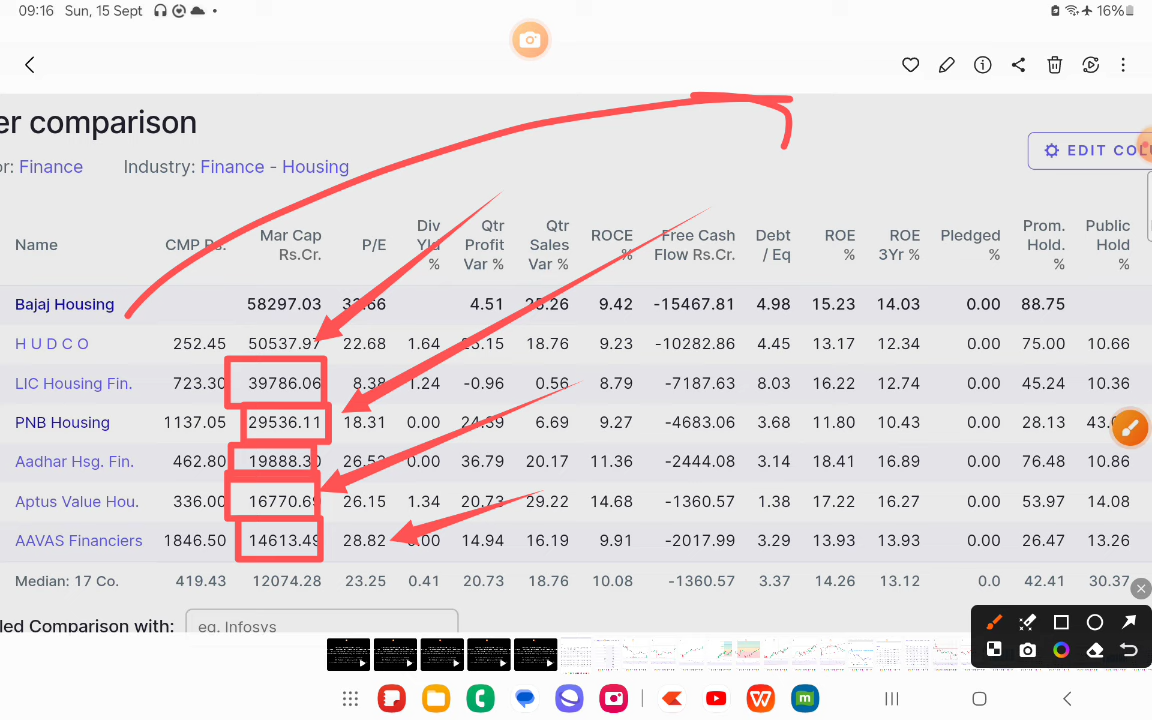 09:16 Sun, 15 Sept 16%
er comparison
or: Finance Industry: Finance - Housing
EDIT COLU
Name CMP Rs. Mar Cap Rs.Cr. P/E Div Yld % Qtr Profit Var % Qtr Sales Var % ROCE % Free Cash Flow Rs.Cr. Debt / Eq ROE % ROE 3Yr % Pledged % Prom. Hold. % Public Hold %
Bajaj Housing 58297.03 4.51 9.42 -15467.81 4.98 15.23 14.03 0.00 88.75
H U D C O 252.45 50537.97 22.68 1.64 18.76 9.23 -10282.86 4.45 13.17 12.34 0.00 75.00 10.66
LIC Housing Fin. 723.30 39786.06 8.38 1.24 -0.96 0.56 8.79 -7187.63 8.03 16.22 12.74 0.00 45.24 10.36
PNB Housing 1137.05 29536.11 18.31 0.00 6.69 9.27 -4683.06 3.68 11.80 10.43 0.00 28.13
Aadhar Hsg. Fin. 462.80 19888.30 0.00 36.79 20.17 11.36 -2444.08 3.14 18.41 16.89 0.00 76.48 10.86
Aptus Value Hou. 336.00 16770.69 26.15 1.34 20.73 29.22 14.68 -1360.57 1.38 17.22 16.27 0.00 53.97 14.08
AAVAS Financiers 1846.50 14613.49 28.82 0.00 14.94 16.19 9.91 -2017.99 3.29 13.93 13.93 0.00 26.47 13.26
Median: 17 Co. 419.43 12074.28 23.25 0.41 20.73 18.76 10.08 -1360.57 3.37 14.26 13.12 0.0 42.41 30.37
led Comparison with: eg. Infosys